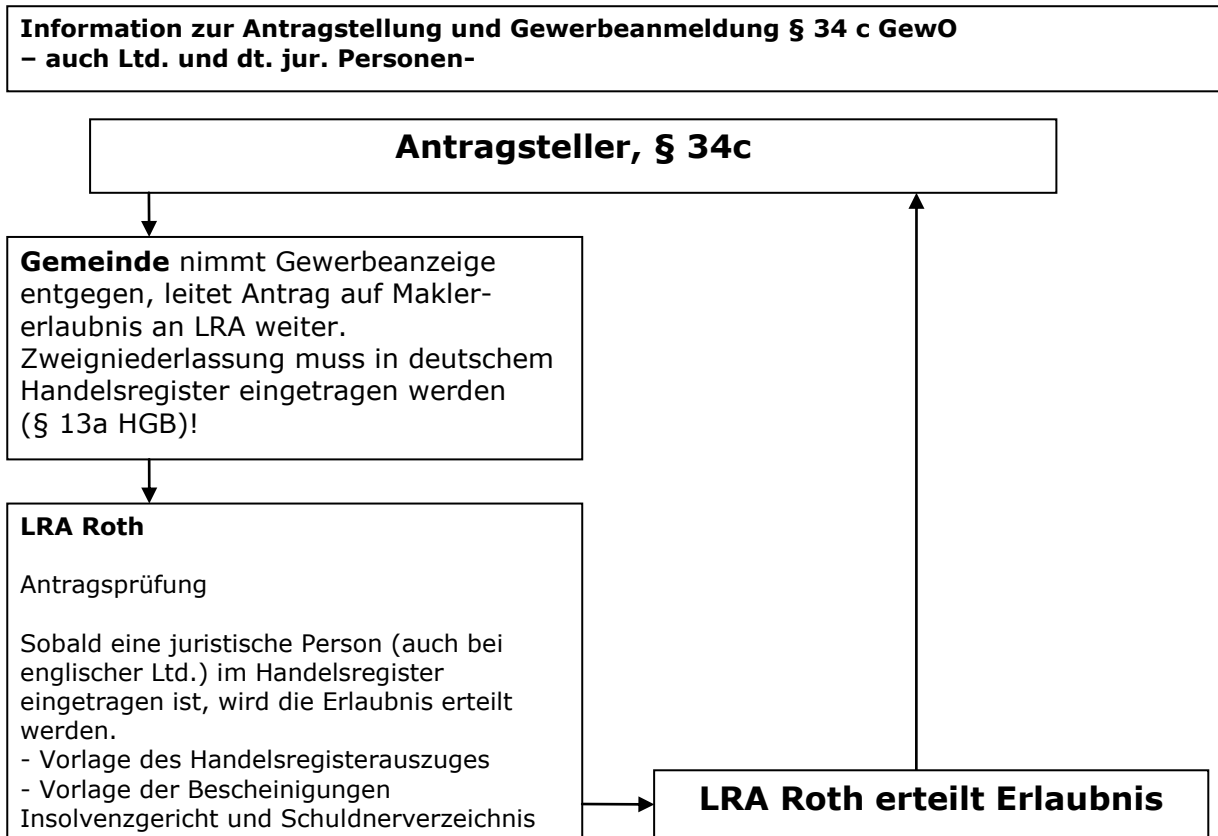 Information zur Antragstellung und Gewerbeanmeldung § 34 c GewO
– auch Ltd. und dt. jur. Personen-
Antragsteller, § 34c
Gemeinde nimmt Gewerbeanzeige
entgegen, leitet Antrag auf Makler-
erlaubnis an LRA weiter.
Zweigniederlassung muss in deutschem
Handelsregister eingetragen werden
(§ 13a HGB)!
LRA Roth
Antragsprüfung
Sobald eine juristische Person (auch bei
englischer Ltd.) im Handelsregister
eingetragen ist, wird die Erlaubnis erteilt
werden.
- Vorlage des Handelsregisterauszuges
- Vorlage der Bescheinigungen
Insolvenzgericht und Schuldnerverzeichnis
LRA Roth erteilt Erlaubnis